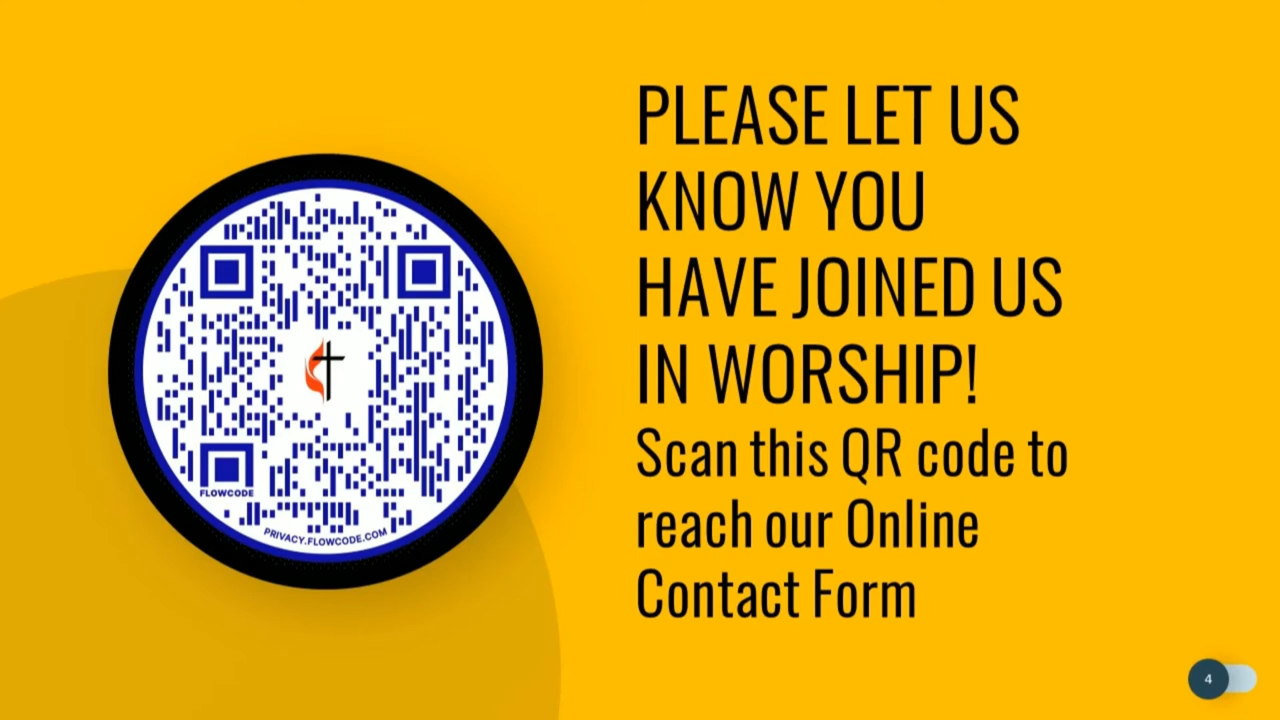 PLEASE LET US
KNOW YOU
HAVE JOINED US
IN WORSHIP!
Scan this QR code to
reach our Online
Contact Form
FLOWCODE
PRIVACY.FLOWCODE.COM
4